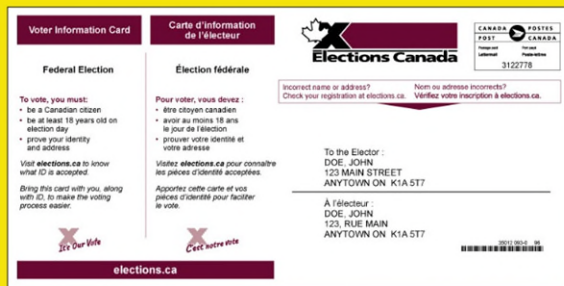 Voter Information Card
Carte d'information
de l'électeur
Federal Election
Élection fédérale
To vote, you must:
• be a Canadian citizen
• be at least 18 years old on
election day
• prove your identity
and address
Visit elections.ca to know
what ID is accepted.
Bring this card with you, along
with ID, to make the voting
process easier.
Pour voter, vous devez :
• être citoyen canadien
• avoir au moins 18 ans
le jour de l'élection
• prouver votre identité et
votre adresse
Visitez elections.ca pour connaître
les pièces d'identité acceptées.
Apportez cette carte et vos
pièces d'identité pour faciliter
le vote.
It's Our Vote
C'est notre vote
elections.ca
Elections Canada
CANADA POSTES
POST CANADA
Postage paid Port payé
Lettermail Poste-lettres
3122778
Incorrect name or address? Nom ou adresse incorrects?
Check your registration at elections.ca. Vérifiez votre inscription à elections.ca.
To the Elector :
DOE, JOHN
123 MAIN STREET
ANYTOWN ON K1A 5T7
À l'électeur :
DOE, JOHN
123, RUE MAIN
ANYTOWN ON K1A 5T7